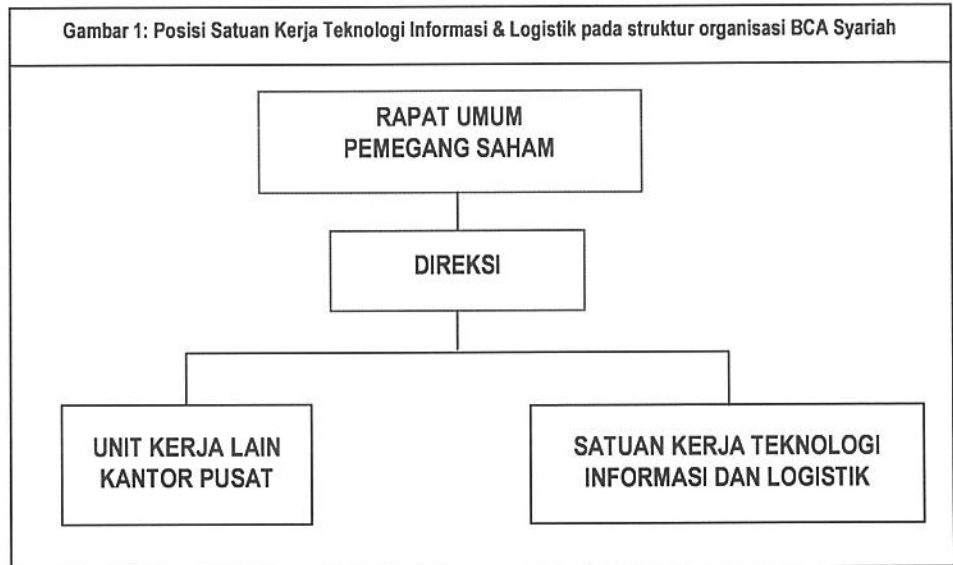 Gambar 1: Posisi Satuan Kerja Teknologi Informasi & Logistik pada struktur organisasi BCA Syariah
RAPAT UMUM
PEMEGANG SAHAM
DIREKSI
UNIT KERJA LAIN
KANTOR PUSAT
SATUAN KERJA TEKNOLOGI
INFORMASI DAN LOGISTIK